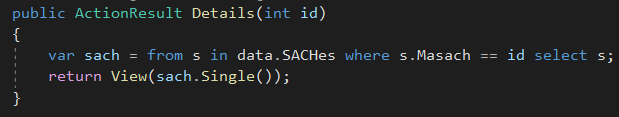 public ActionResult Details(int id)
{
var sach = from s in data.SACHes where s.Masach == id select s;
return View(sach.Single());
}